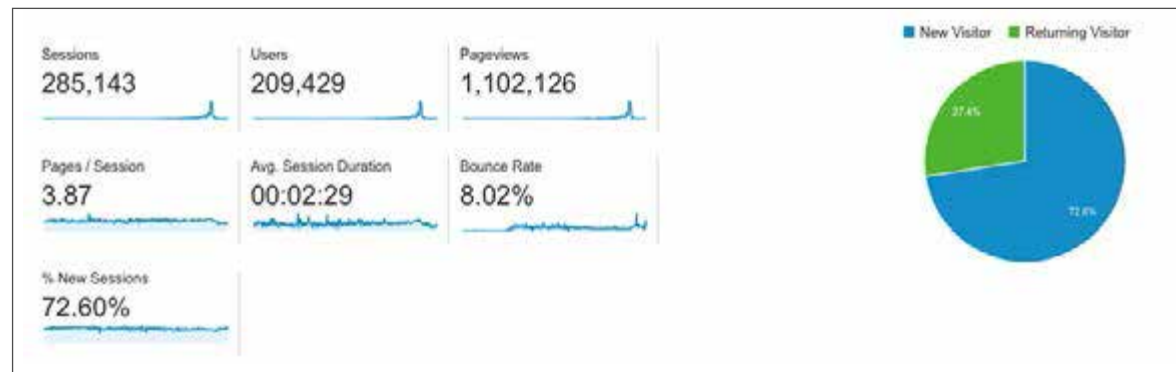 New Visitor Returning Visitor
Sessions
285,143
Users
209,429
Pageviews
1,102,126
Pages / Session
3.87
Avg. Session Duration
00:02:29
Bounce Rate
8.02%
% New Sessions
72.60%
27.4%
72.6%